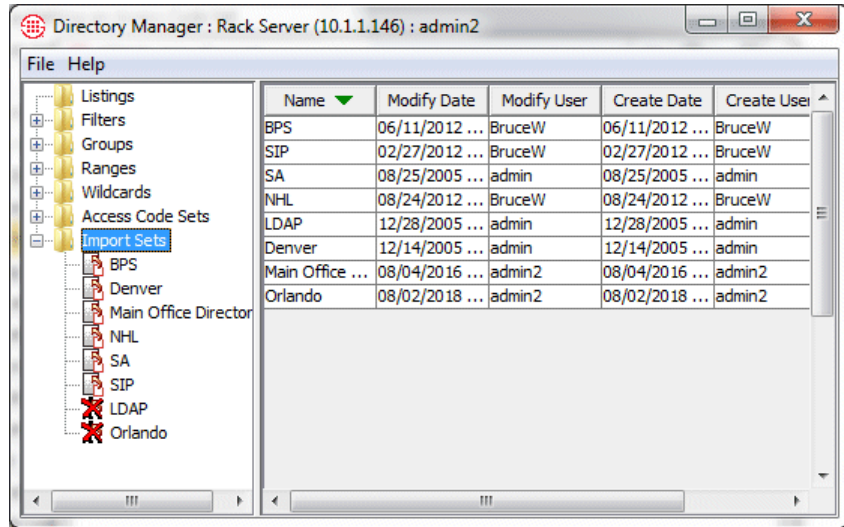 Directory Manager : Rack Server (10.1.1.146) : admin2
File Help
Listings
Filters
Groups
Ranges
Wildcards
Access Code Sets
Import Sets
BPS
Denver
Main Office Director
NHL
SA
SIP
LDAP
Orlando
Name Modify Date Modify User Create Date Create User
BPS 06/11/2012 ... BruceW 06/11/2012 ... BruceW
SIP 02/27/2012 ... BruceW 02/27/2012 ... BruceW
SA 08/25/2005 ... admin 08/25/2005 ... admin
NHL 08/24/2012 ... BruceW 08/24/2012 ... BruceW
LDAP 12/28/2005 ... admin 12/28/2005 ... admin
Denver 12/14/2005 ... admin 12/14/2005 ... admin
Main Office ... 08/04/2016 ... admin2 08/04/2016 ... admin2
Orlando 08/02/2018 ... admin2 08/02/2018 ... admin2